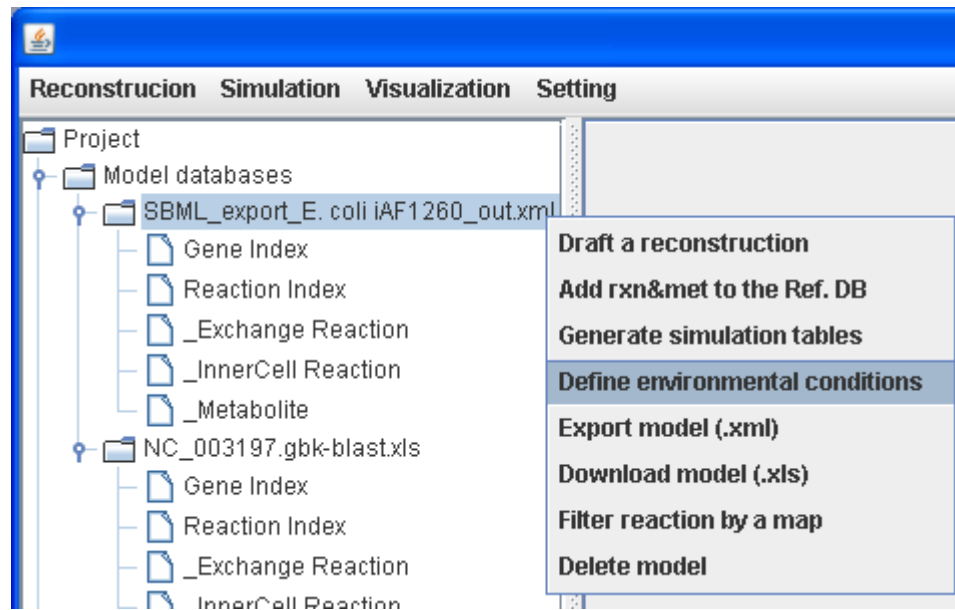 Reconstrucion Simulation Visualization Setting
Project
Model databases
SBML_export_E. coli iAF1260_out.xml
Gene Index
Reaction Index
_Exchange Reaction
_InnerCell Reaction
_Metabolite
NC_003197.gbk-blast.xls
Gene Index
Reaction Index
_Exchange Reaction
_InnerCell Reaction
Draft a reconstruction
Add rxn&met to the Ref. DB
Generate simulation tables
Define environmental conditions
Export model (.xml)
Download model (.xls)
Filter reaction by a map
Delete model